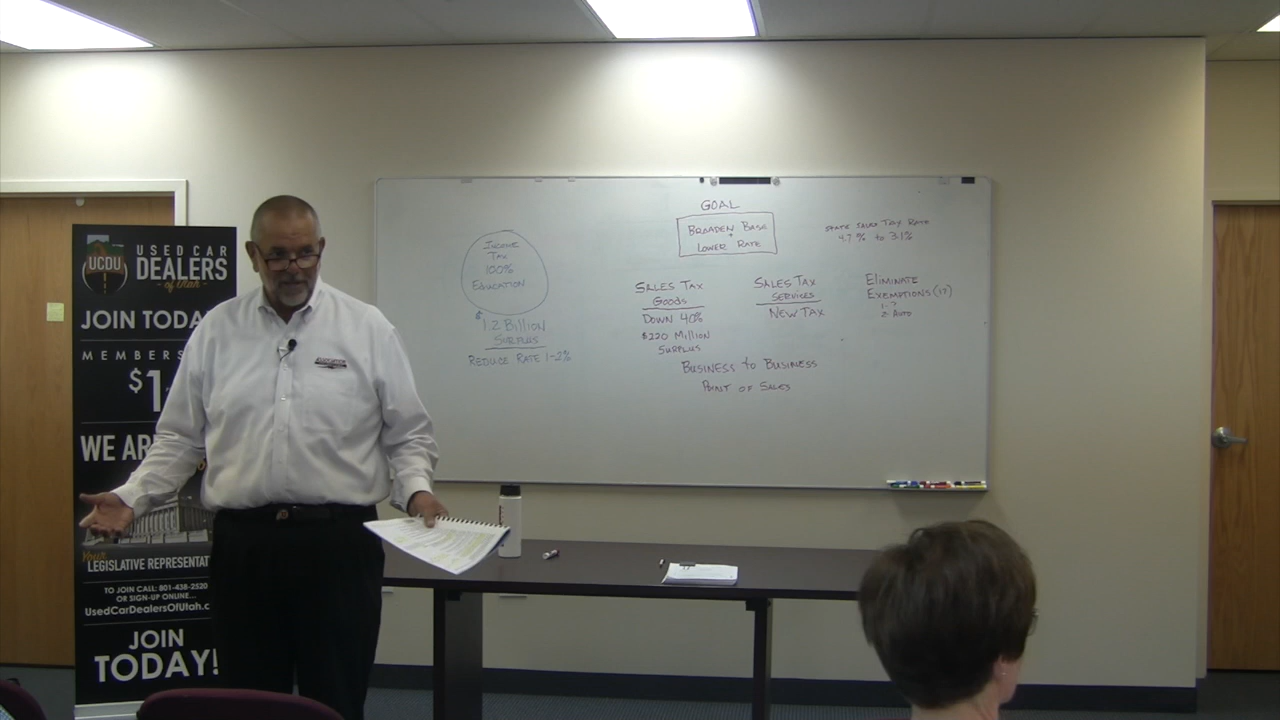 UCDU
USED CAR
DEALERS
of Utah
JOIN TODA
MEMBERS
$1
WE AR
Your
LEGISLATIVE REPRESENTAT
TO JOIN CALL: 801-438-2520
OR SIGN-UP ONLINE...
UsedCarDealersOfUtah.c
JOIN
TODAY!
INCOME
TAX
100%
EDUCATION
$1.2 BILLION
SURPLUS
REDUCE RATE 1-2%
GOAL
BROADEN BASE
+
LOWER RATE
SALES TAX
GOODS
DOWN 40%
$220 MILLION
SURPLUS
SALES TAX
SERVICES
NEW TAX
BUSINESS to BUSINESS
POINT OF SALES
STATE SALES TAX RATE
4.7% to 3.1%
ELIMINATE
EXEMPTIONS (17)
1-?
2-AUTO